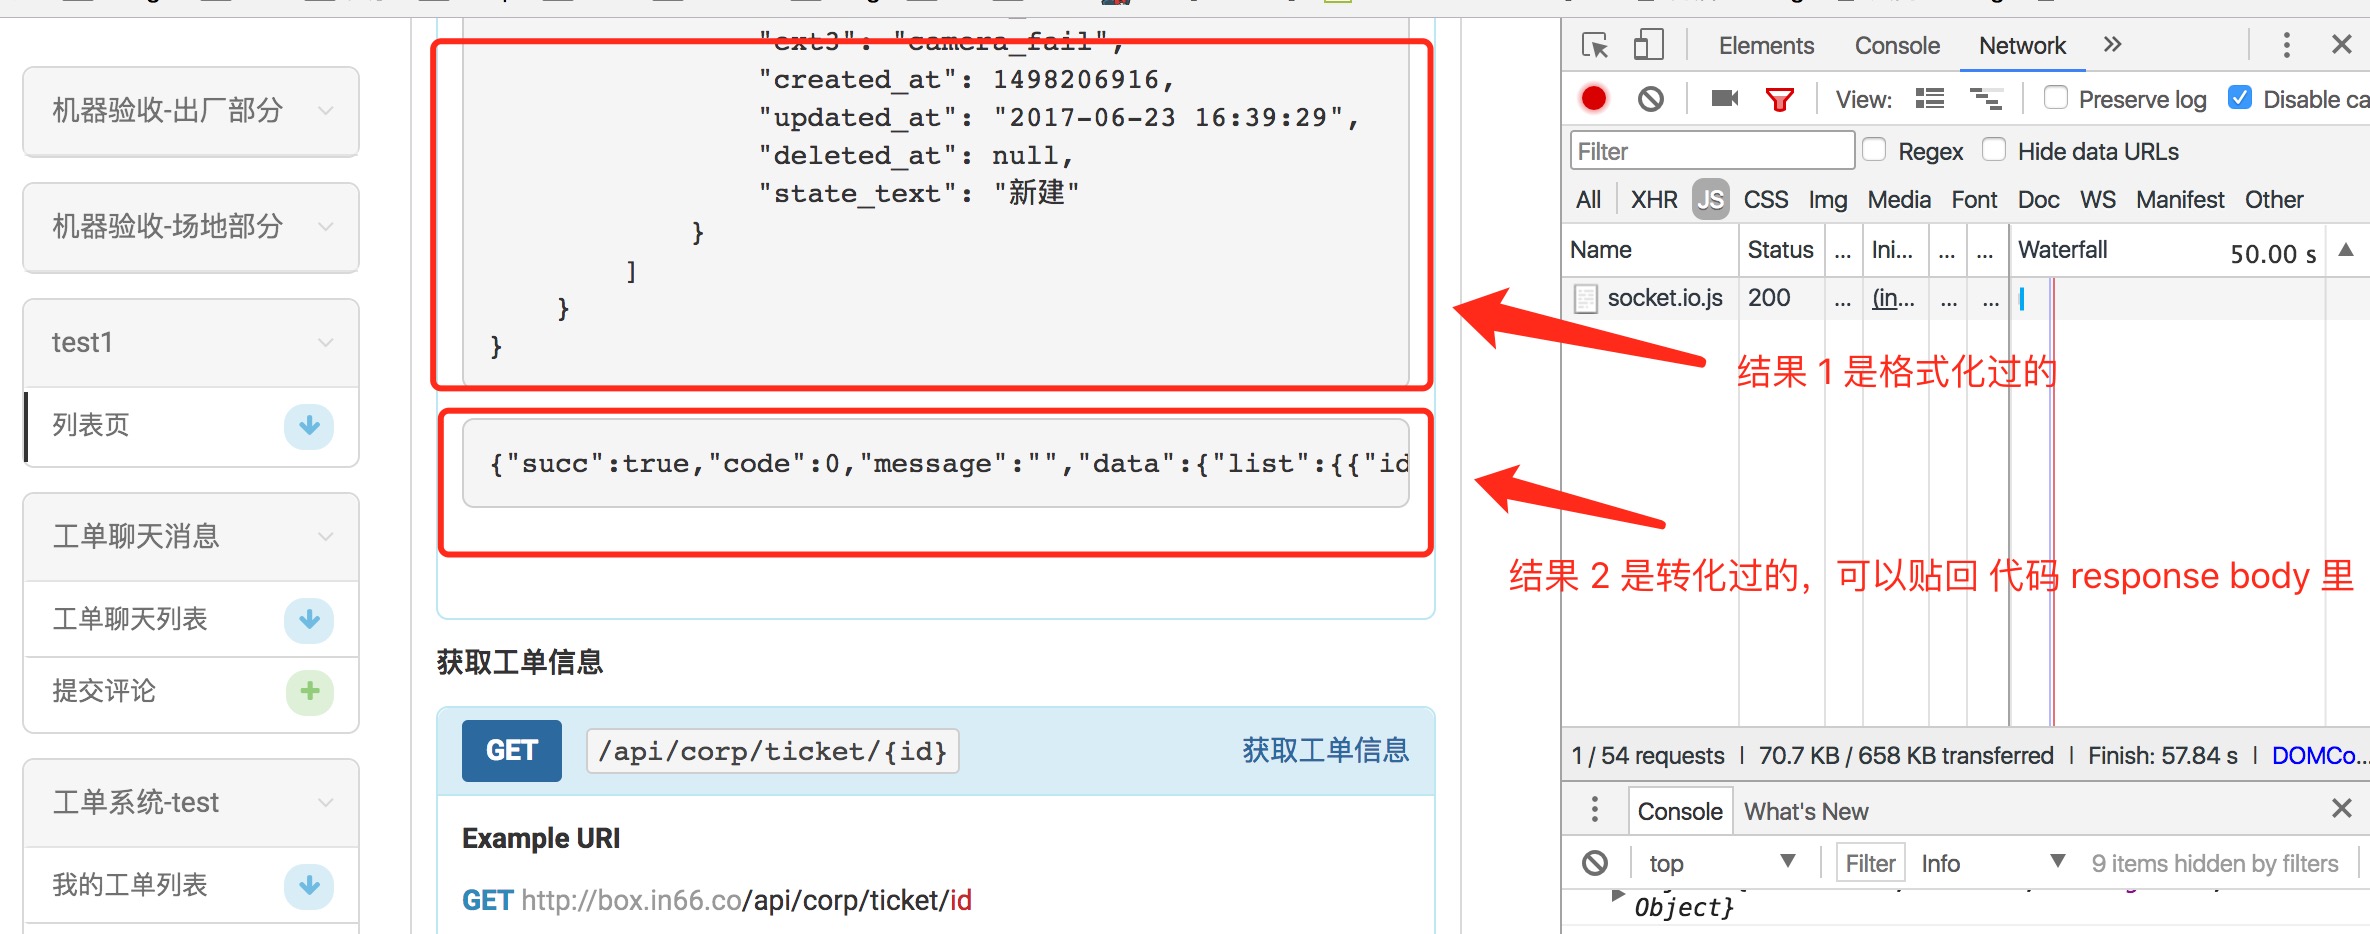 机器验收-出厂部分
机器验收-场地部分
test1
列表页
工单聊天消息
工单聊天列表
提交评论
工单系统-test
我的工单列表
"ext3": "camera_fail",
"created_at": 1498206916,
"updated_at": "2017-06-23 16:39:29",
"deleted_at": null,
"state_text": "新建"
}
]
}
}
{"succ":true,"code":0,"message":"","data":{"list":{{"id
获取工单信息
GET /api/corp/ticket/{id} 获取工单信息
Example URI
GET http://box.in66.co/api/corp/ticket/id
结果 1 是格式化过的
结果 2 是转化过的，可以贴回 代码 response body 里
Elements Console Network
View: Preserve log Disable ca
Filter Regex Hide data URLs
All XHR JS CSS Img Media Font Doc WS Manifest Other
Name Status ... Ini... ... ... Waterfall 50.00 s
socket.io.js 200 ... (in... ... ...
1 / 54 requests | 70.7 KB / 658 KB transferred | Finish: 57.84 s | DOMCo...
Console What's New
top Filter Info 9 items hidden by filters
Object}